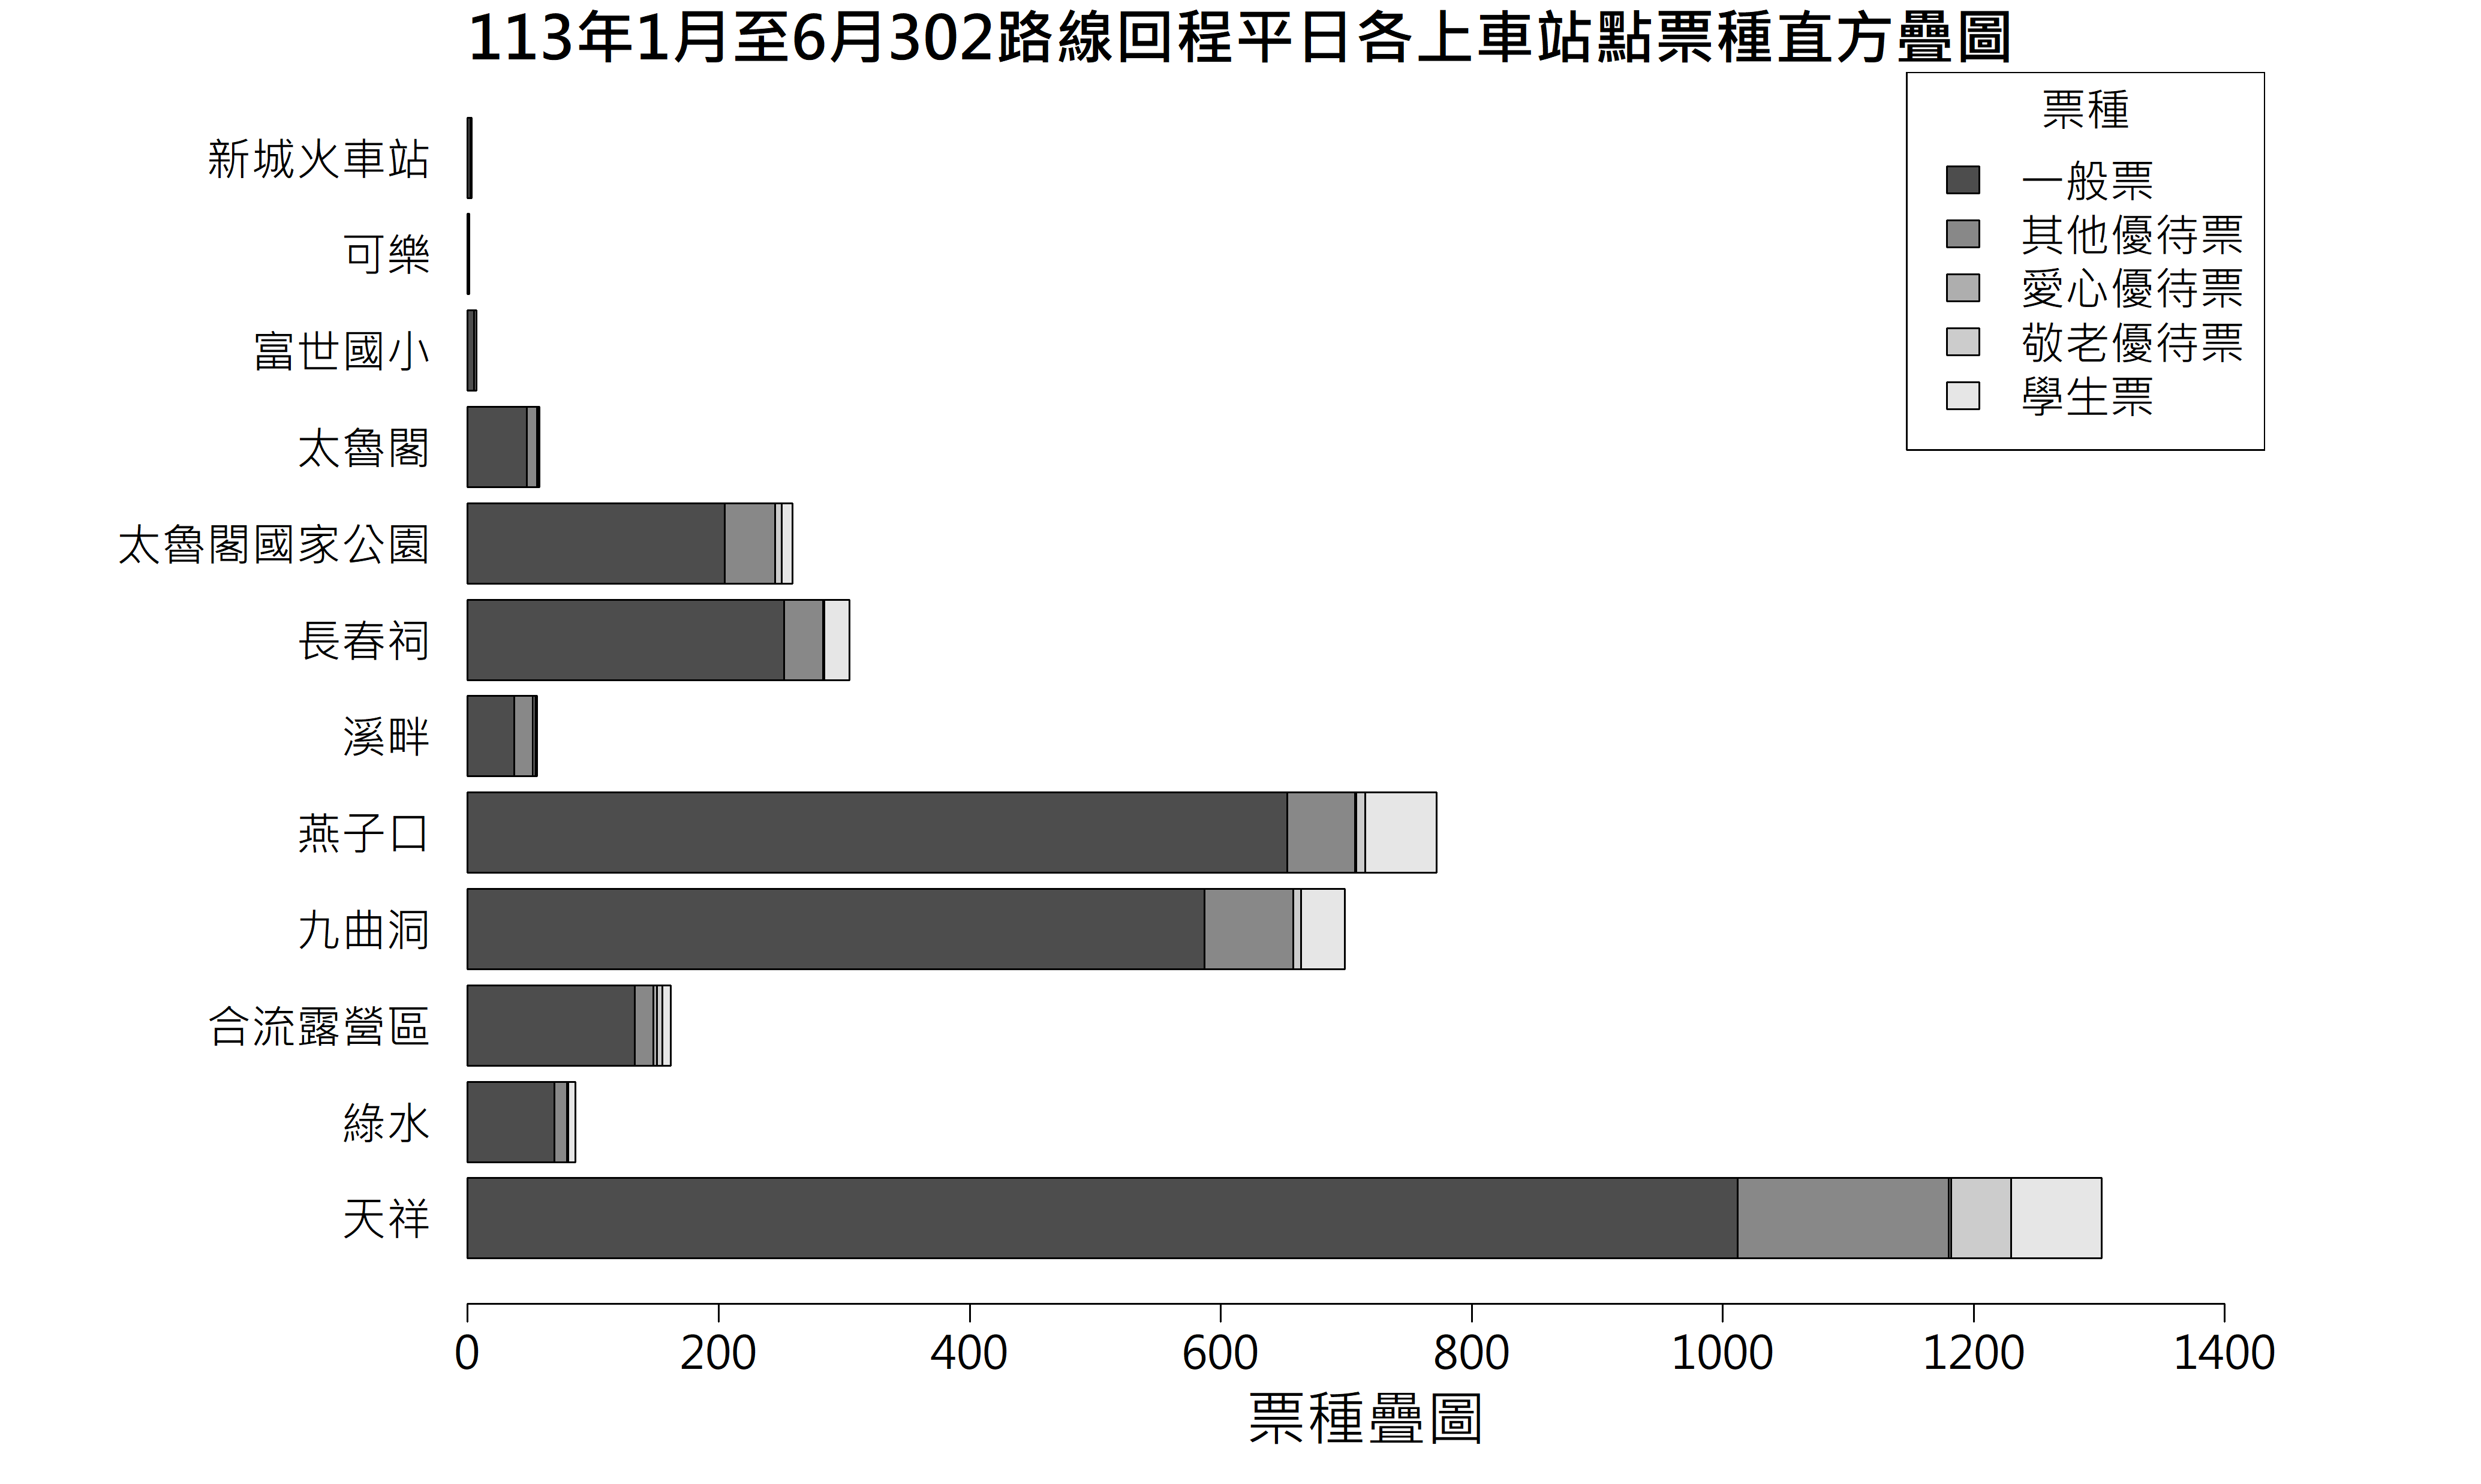 113年1月至6月302路線回程平日各上車站點票種直方疊圖
票種
一般票
其他優待票
愛心優待票
敬老優待票
學生票
新城火車站
可樂
富世國小
太魯閣
太魯閣國家公園
長春祠
溪畔
燕子口
九曲洞
合流露營區
綠水
天祥
0 200 400 600 800 1000 1200 1400
票種疊圖